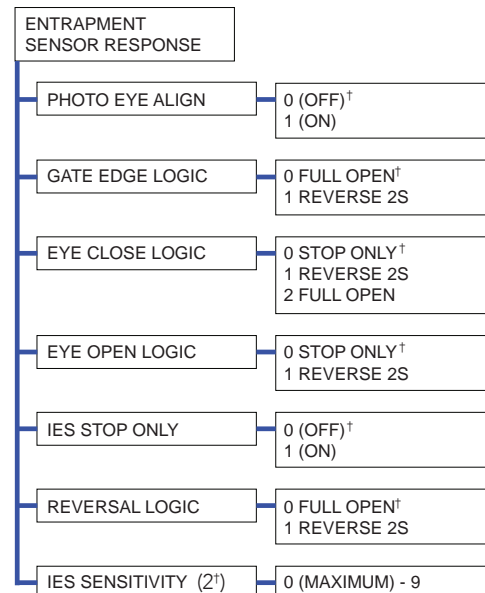 ENTRAPMENT
SENSOR RESPONSE
PHOTO EYE ALIGN
0 (OFF)†
1 (ON)
GATE EDGE LOGIC
0 FULL OPEN†
1 REVERSE 2S
EYE CLOSE LOGIC
0 STOP ONLY†
1 REVERSE 2S
2 FULL OPEN
EYE OPEN LOGIC
0 STOP ONLY†
1 REVERSE 2S
IES STOP ONLY
0 (OFF)†
1 (ON)
REVERSAL LOGIC
0 FULL OPEN†
1 REVERSE 2S
IES SENSITIVITY (2†)
0 (MAXIMUM) - 9